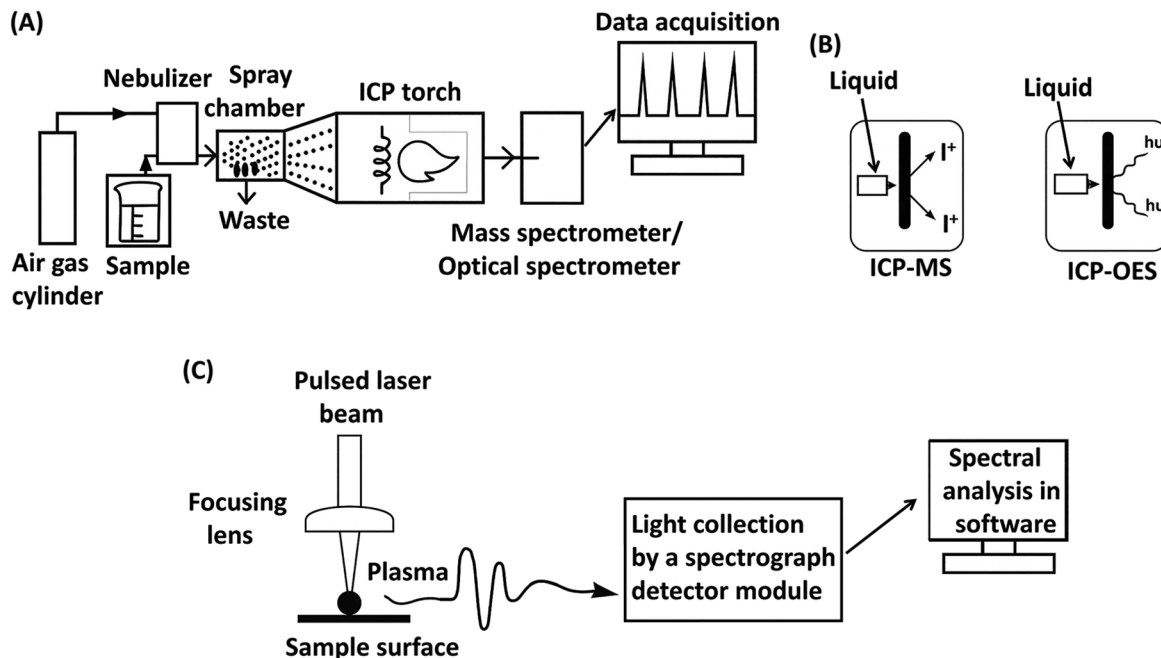 (A)
Data acquisition
Nebulizer
Spray
chamber
ICP torch
Waste
Air gas
cylinder
Sample
Mass spectrometer/
Optical spectrometer
(B)
Liquid
I⁺
I⁺
ICP-MS
Liquid
hu
hu
ICP-OES
(C)
Pulsed laser
beam
Focusing
lens
Plasma
Sample surface
Light collection
by a spectrograph
detector module
Spectral
analysis in
software